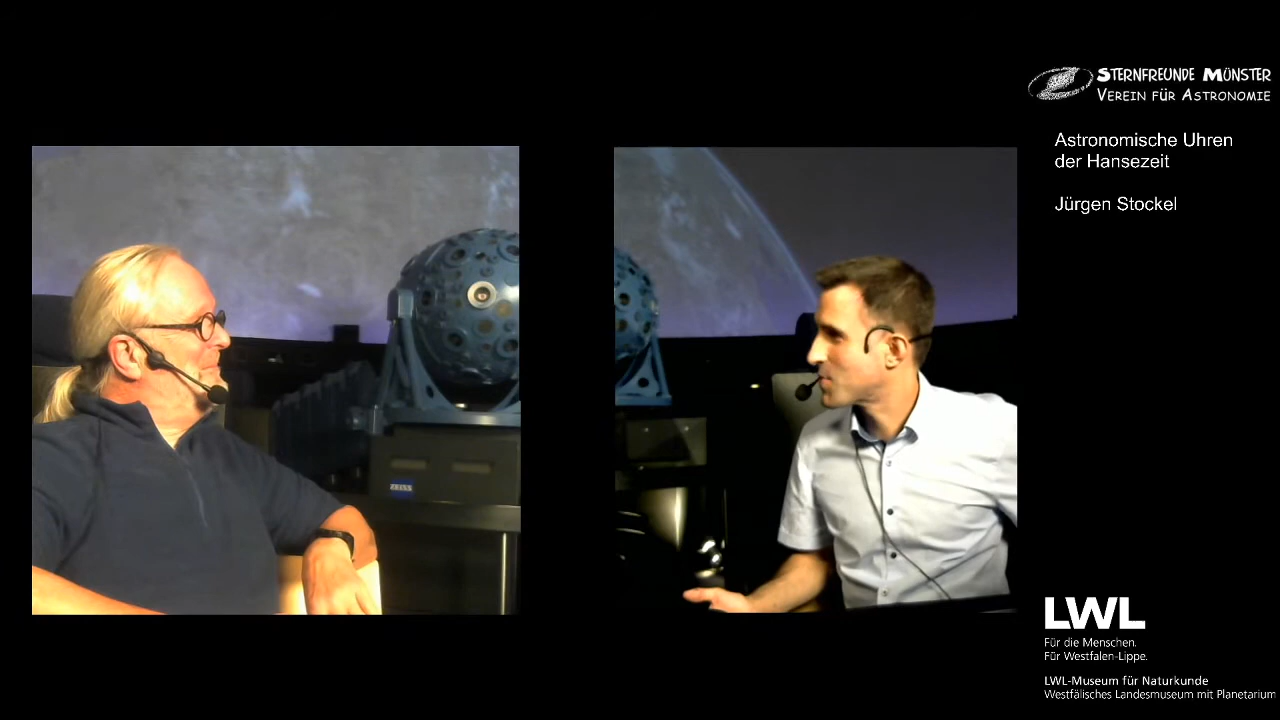 STERNFREUNDE MÜNSTER
VEREIN FÜR ASTRONOMIE
Astronomische Uhren
der Hansezeit
Jürgen Stockel
ZEISS
LWL
Für die Menschen.
Für Westfalen-Lippe.
LWL-Museum für Naturkunde
Westfälisches Landesmuseum mit Planetarium